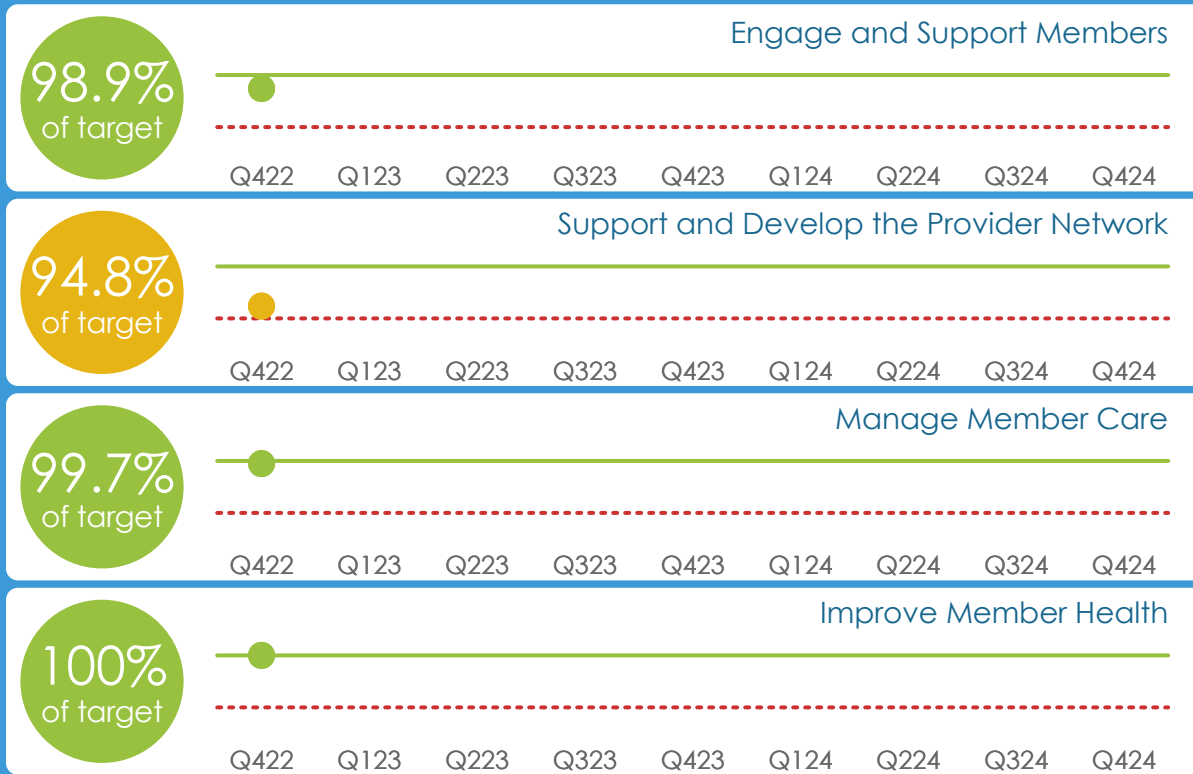 Engage and Support Members
98.9%
of target
Q422 Q123 Q223 Q323 Q423 Q124 Q224 Q324 Q424
Support and Develop the Provider Network
94.8%
of target
Q422 Q123 Q223 Q323 Q423 Q124 Q224 Q324 Q424
Manage Member Care
99.7%
of target
Q422 Q123 Q223 Q323 Q423 Q124 Q224 Q324 Q424
Improve Member Health
100%
of target
Q422 Q123 Q223 Q323 Q423 Q124 Q224 Q324 Q424